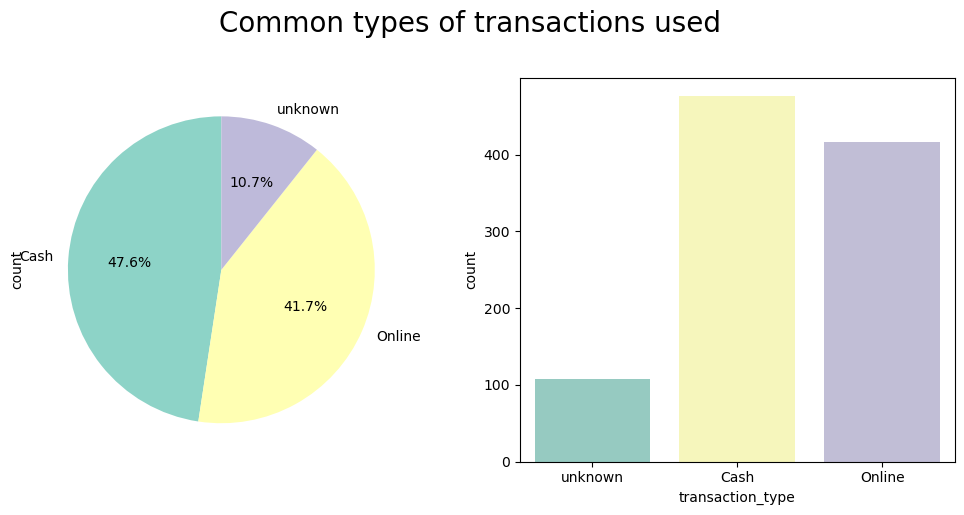 Common types of transactions used
unknown
10.7%
Cash
47.6%
count
41.7%
Online
400
300
count
200
100
0
unknown Cash Online
transaction_type